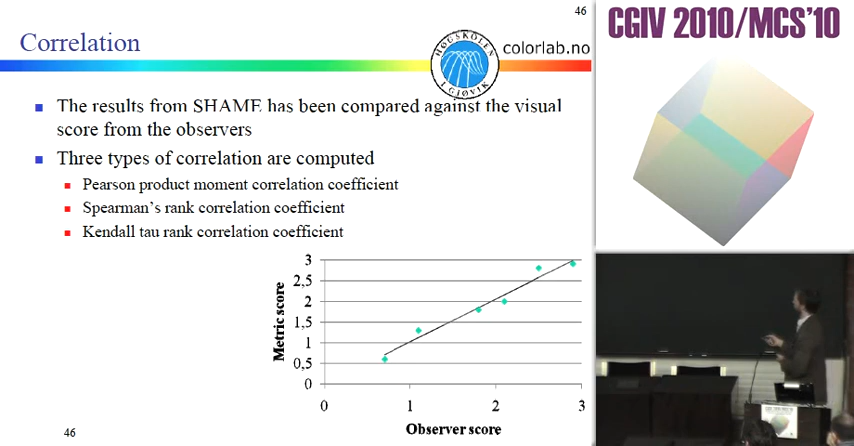 46
CGIV 2010/MCS'10
Correlation
HØGSKOLEN
I GJØVIK
colorlab.no
The results from SHAME has been compared against the visual
score from the observers
Three types of correlation are computed
Pearson product moment correlation coefficient
Spearman's rank correlation coefficient
Kendall tau rank correlation coefficient
3
2,5
2
1,5
1
0,5
0
Metric score
0 1 2 3
Observer score
46